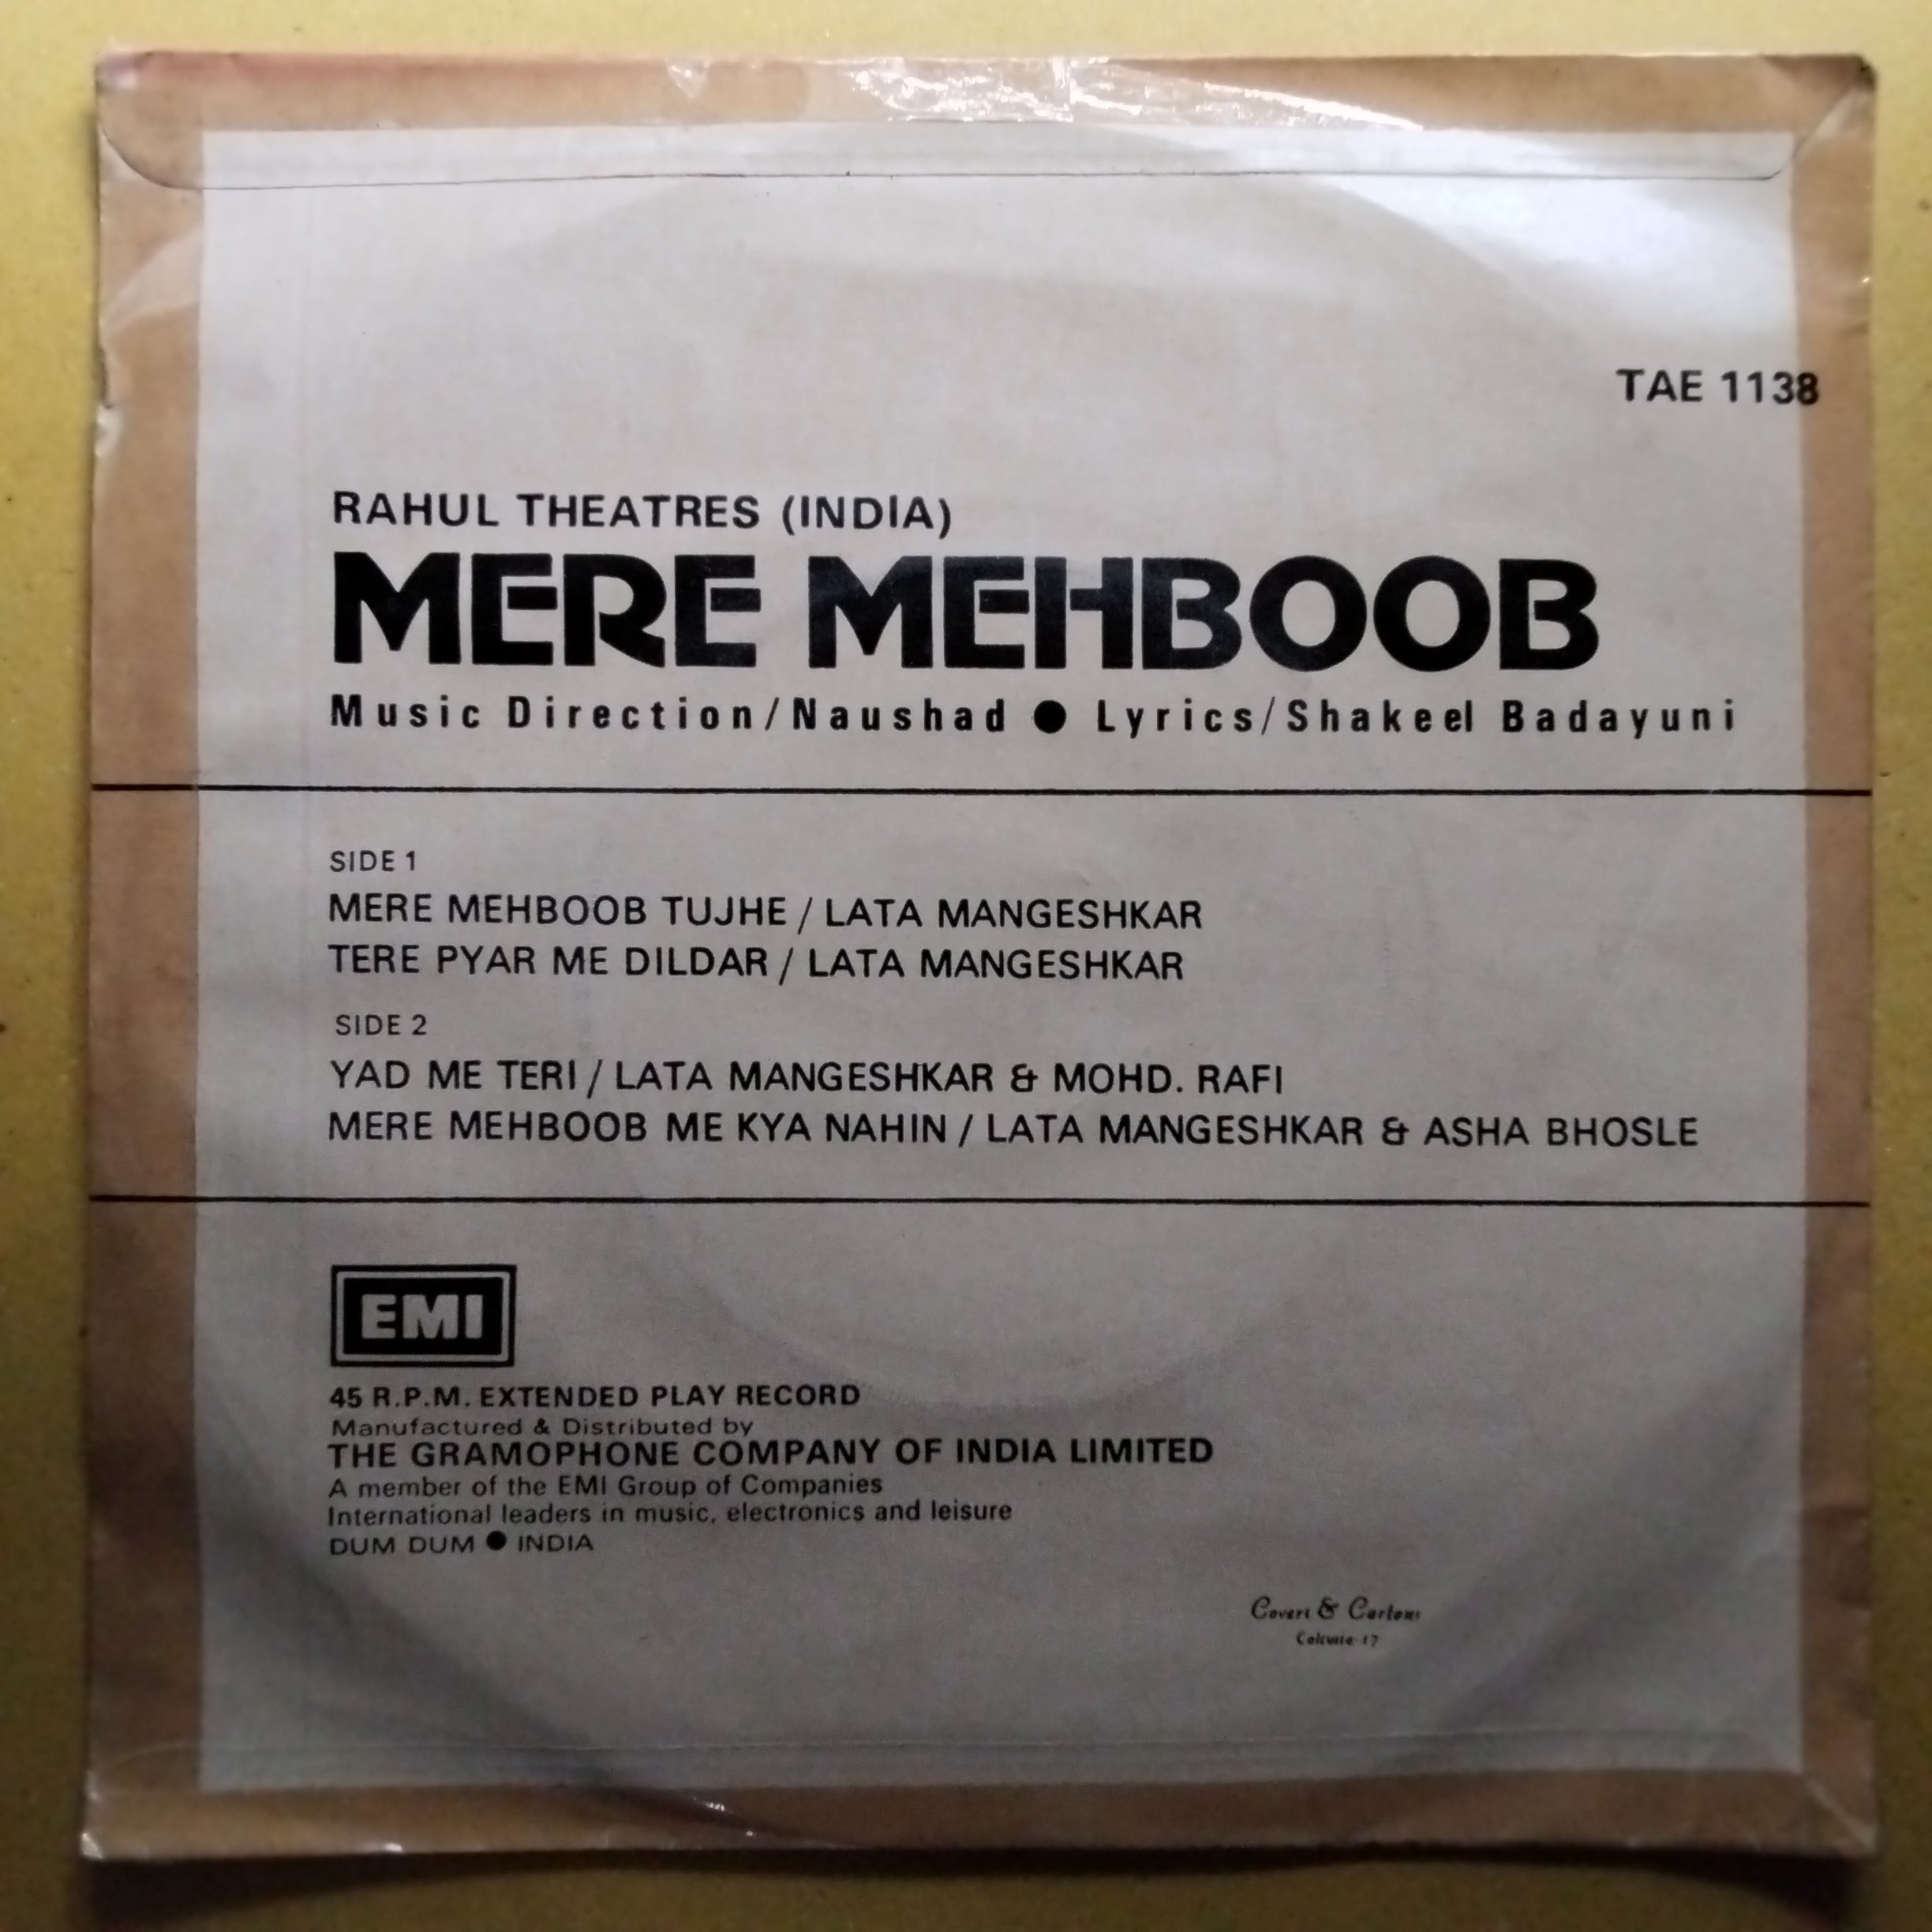 TAE 1138
RAHUL THEATRES (INDIA)
MERE MEHBOOB
Music Direction/Naushad ● Lyrics/Shakeel Badayuni
SIDE 1
MERE MEHBOOB TUJHE / LATA MANGESHKAR
TERE PYAR ME DILDAR / LATA MANGESHKAR
SIDE 2
YAD ME TERI / LATA MANGESHKAR & MOHD. RAFI
MERE MEHBOOB ME KYA NAHIN / LATA MANGESHKAR & ASHA BHOSLE
EMI
45 R.P.M. EXTENDED PLAY RECORD
Manufactured & Distributed by
THE GRAMOPHONE COMPANY OF INDIA LIMITED
A member of the EMI Group of Companies
International leaders in music, electronics and leisure
DUM DUM ● INDIA
Covers & Cartons
Calcutta-17